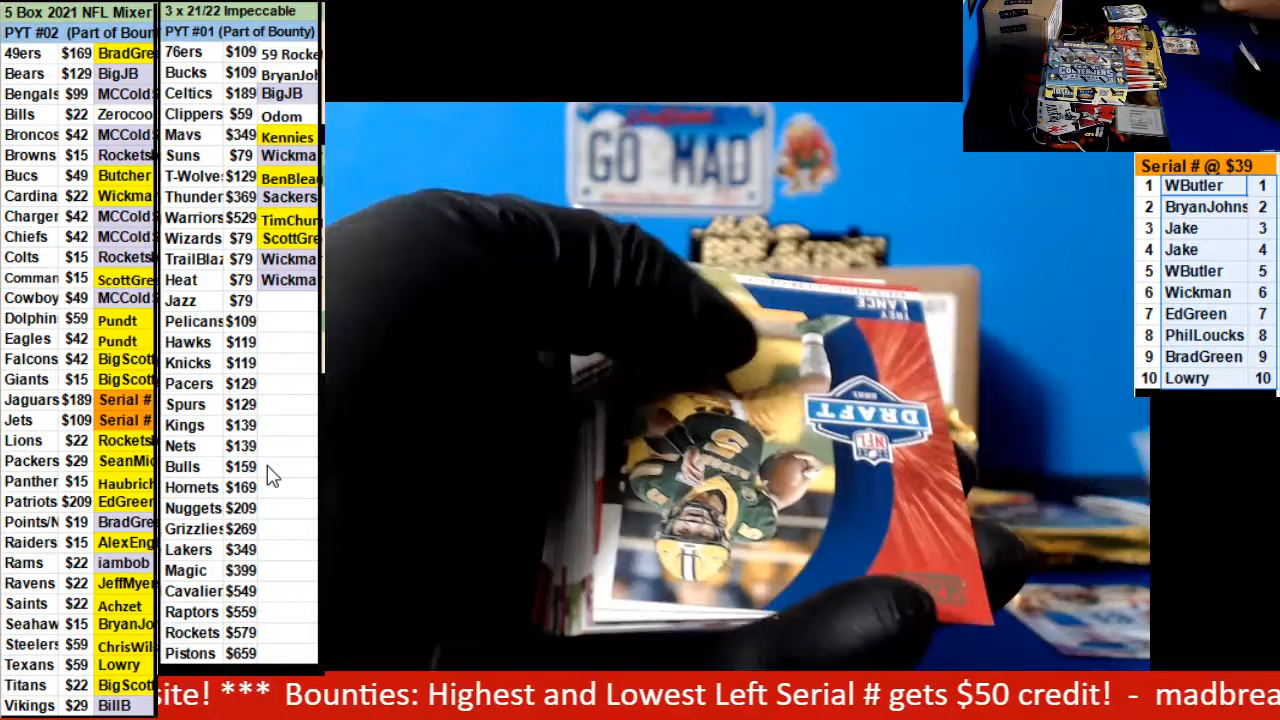 5 Box 2021 NFL Mixer
PYT #02 (Part of Boun
49ers $169 BradGre
Bears $129 BigJB
Bengals $99 MCCold
Bills $22 Zerocoo
Broncos $42 MCCold
Browns $15 Rockets
Bucs $49 Butcher
Cardina $22 Wickma
Charger $42 MCCold
Chiefs $42 MCCold
Colts $15 Rockets
Comman $15 ScottGre
Cowboy $49 MCCold
Dolphin $59 Pundt
Eagles $42 Pundt
Falcons $42 BigScott
Giants $15 BigScott
Jaguars $189 Serial #
Jets $109 Serial #
Lions $22 Rockets
Packers $29 SeanMic
Panther $15 Haubrich
Patriots $209 EdGreen
Points/N $19 BradGre
Raiders $15 AlexEng
Rams $22 iambob
Ravens $22 JeffMyer
Saints $22 Achzet
Seahaw $15 BryanJo
Steelers $59 ChrisWil
Texans $59 Lowry
Titans $22 BigScott
Vikings $29 BillB
3 x 21/22 Impeccable
PYT #01 (Part of Bounty)
76ers $109 59 Rocke
Bucks $109 BryanJoh
Celtics $189 BigJB
Clippers $59 Odom
Mavs $349 Kennies
Suns $79 Wickma
T-Wolve $129 BenBleau
Thunder $369 Sackers
Warriors $529 TimChun
Wizards $79 ScottGre
TrailBlaz $79 Wickma
Heat $79 Wickma
Jazz $79
Pelicans $109
Hawks $119
Knicks $119
Pacers $129
Spurs $129
Kings $139
Nets $139
Bulls $159
Hornets $169
Nuggets $209
Grizzlies $269
Lakers $349
Magic $399
Cavalier $549
Raptors $559
Rockets $579
Pistons $659
GO MAD
TREY
LANCE
DRAFT
2021
NFL
CONTENDERS
Serial # @ $39
1 WButler 1
2 BryanJohns 2
3 Jake 3
4 Jake 4
5 WButler 5
6 Wickman 6
7 EdGreen 7
8 PhilLoucks 8
9 BradGreen 9
10 Lowry 10
site! *** Bounties: Highest and Lowest Left Serial # gets $50 credit! - madbrea